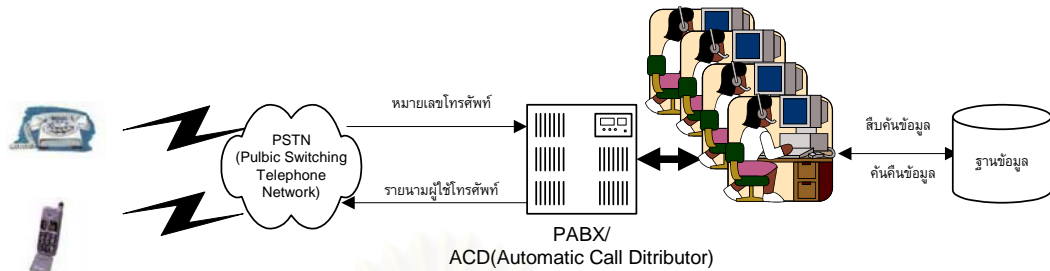 หมายเลขโทรศัพท์
PSTN
(Pulbic Switching
Telephone
Network)
รายนามผู้ใช้โทรศัพท์
PABX/
ACD(Automatic Call Ditributor)
สืบค้นข้อมูล
ค้นคืนข้อมูล
ฐานข้อมูล